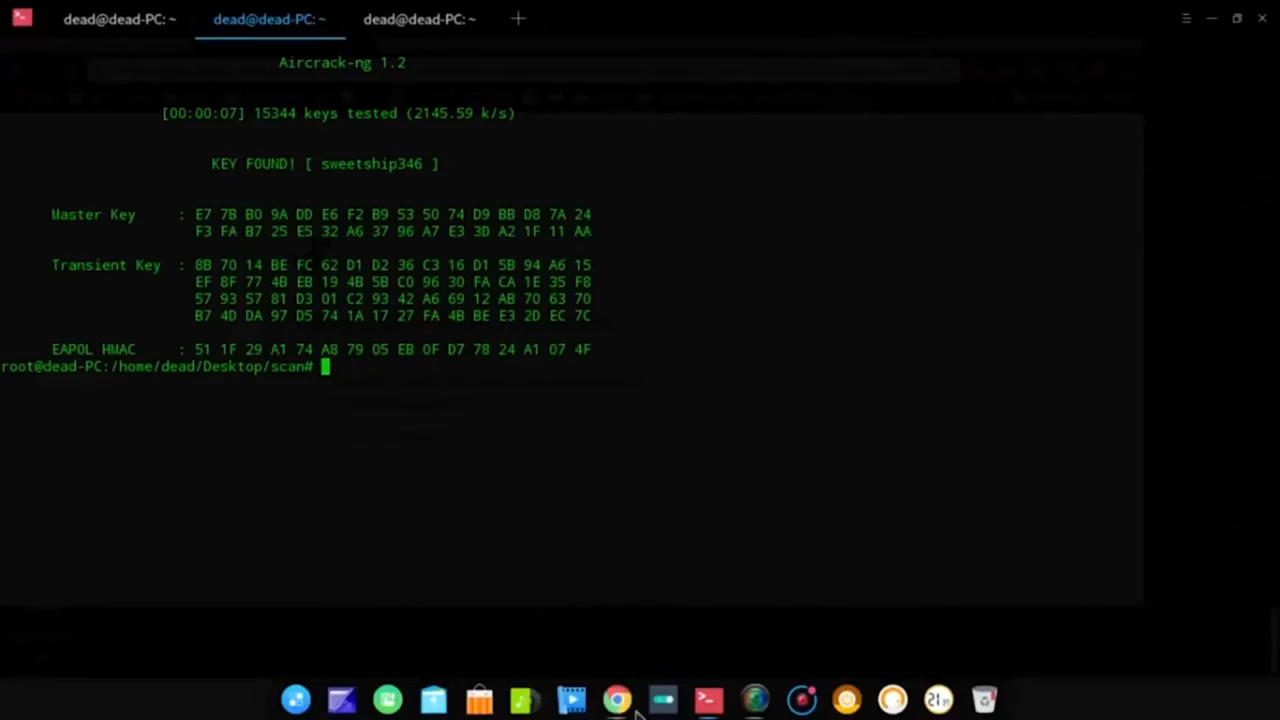 dead@dead-PC: ~
dead@dead-PC: ~
dead@dead-PC: ~
Aircrack-ng 1.2
[00:00:07] 15344 keys tested (2145.59 k/s)
KEY FOUND! [ sweetship346 ]
Master Key : E7 7B B0 9A DD E6 F2 B9 53 50 74 D9 BB D8 7A 24
F3 FA B7 25 E5 32 A6 37 96 A7 E3 3D A2 1F 11 AA
Transient Key : 8B 70 14 BE FC 62 D1 D2 36 C3 16 D1 5B 94 A6 15
EF 8F 77 4B EB 19 4B 5B C0 96 30 FA CA 1E 35 F8
57 93 57 81 D3 01 C2 93 42 A6 69 12 AB 70 63 70
B7 4D DA 97 D5 74 1A 17 27 FA 4B BE E3 2D EC 7C
EAPOL HMAC : 51 1F 29 A1 74 A8 79 05 EB 0F D7 78 24 A1 07 4F
root@dead-PC:/home/dead/Desktop/scan#